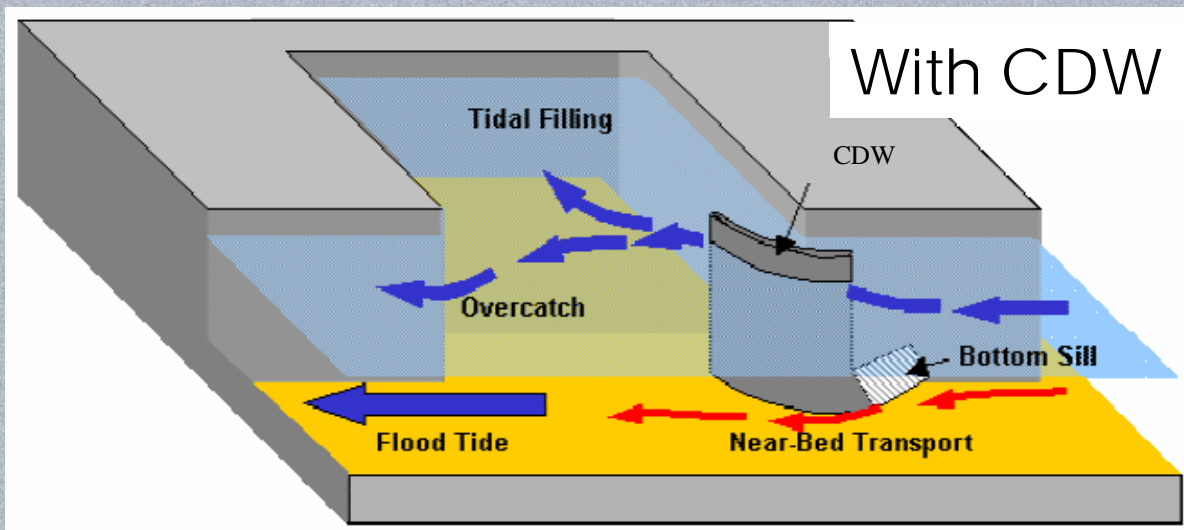 With CDW
Tidal Filling
CDW
Overcatch
Bottom Sill
Flood Tide
Near-Bed Transport